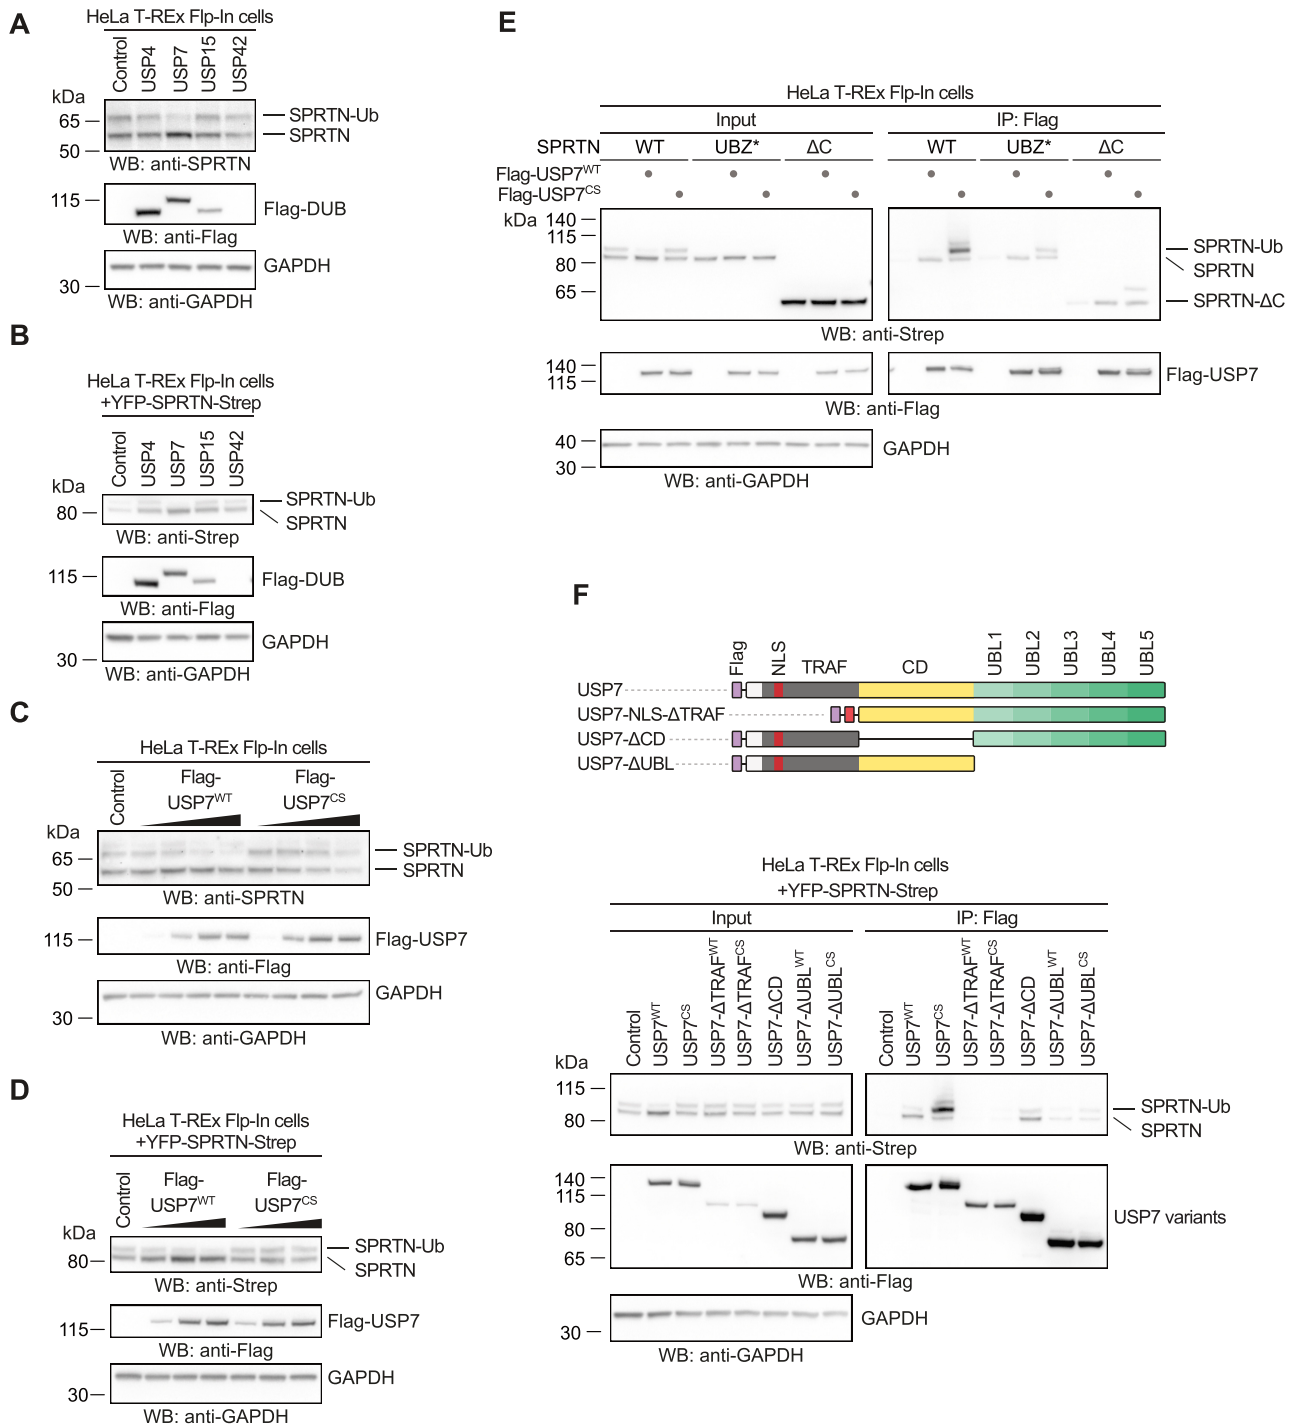 A
HeLa T-REx Flp-In cells
Control
USP4
USP7
USP15
USP42
kDa
65
50
SPRTN-Ub
SPRTN
WB: anti-SPRTN
115
Flag-DUB
WB: anti-Flag
GAPDH
30
WB: anti-GAPDH
B
HeLa T-REx Flp-In cells
+YFP-SPRTN-Strep
Control
USP4
USP7
USP15
USP42
kDa
80
SPRTN-Ub
SPRTN
WB: anti-Strep
115
Flag-DUB
WB: anti-Flag
GAPDH
30
WB: anti-GAPDH
C
HeLa T-REx Flp-In cells
Control
Flag-
USP7WT
Flag-
USP7CS
kDa
65
50
SPRTN-Ub
SPRTN
WB: anti-SPRTN
115
Flag-USP7
WB: anti-Flag
GAPDH
30
WB: anti-GAPDH
D
HeLa T-REx Flp-In cells
+YFP-SPRTN-Strep
Control
Flag-
USP7WT
Flag-
USP7CS
kDa
80
SPRTN-Ub
SPRTN
WB: anti-Strep
115
Flag-USP7
WB: anti-Flag
GAPDH
30
WB: anti-GAPDH
E
HeLa T-REx Flp-In cells
Input IP: Flag
SPRTN WT UBZ* ΔC WT UBZ* ΔC
Flag-USP7WT
Flag-USP7CS
kDa
140
115
80
65
SPRTN-Ub
SPRTN
SPRTN-ΔC
WB: anti-Strep
140
115
Flag-USP7
WB: anti-Flag
40
30
GAPDH
WB: anti-GAPDH
F
Flag
NLS
TRAF
CD
UBL1
UBL2
UBL3
UBL4
UBL5
USP7
USP7-NLS-ΔTRAF
USP7-ΔCD
USP7-ΔUBL
HeLa T-REx Flp-In cells
+YFP-SPRTN-Strep
Input IP: Flag
Control
USP7WT
USP7CS
USP7-ΔTRAFWT
USP7-ΔTRAFCS
USP7-ΔCD
USP7-ΔUBLWT
USP7-ΔUBLCS
Control
USP7WT
USP7CS
USP7-ΔTRAFWT
USP7-ΔTRAFCS
USP7-ΔCD
USP7-ΔUBLWT
USP7-ΔUBLCS
kDa
115
80
SPRTN-Ub
SPRTN
WB: anti-Strep
140
115
80
65
USP7 variants
WB: anti-Flag
GAPDH
30
WB: anti-GAPDH